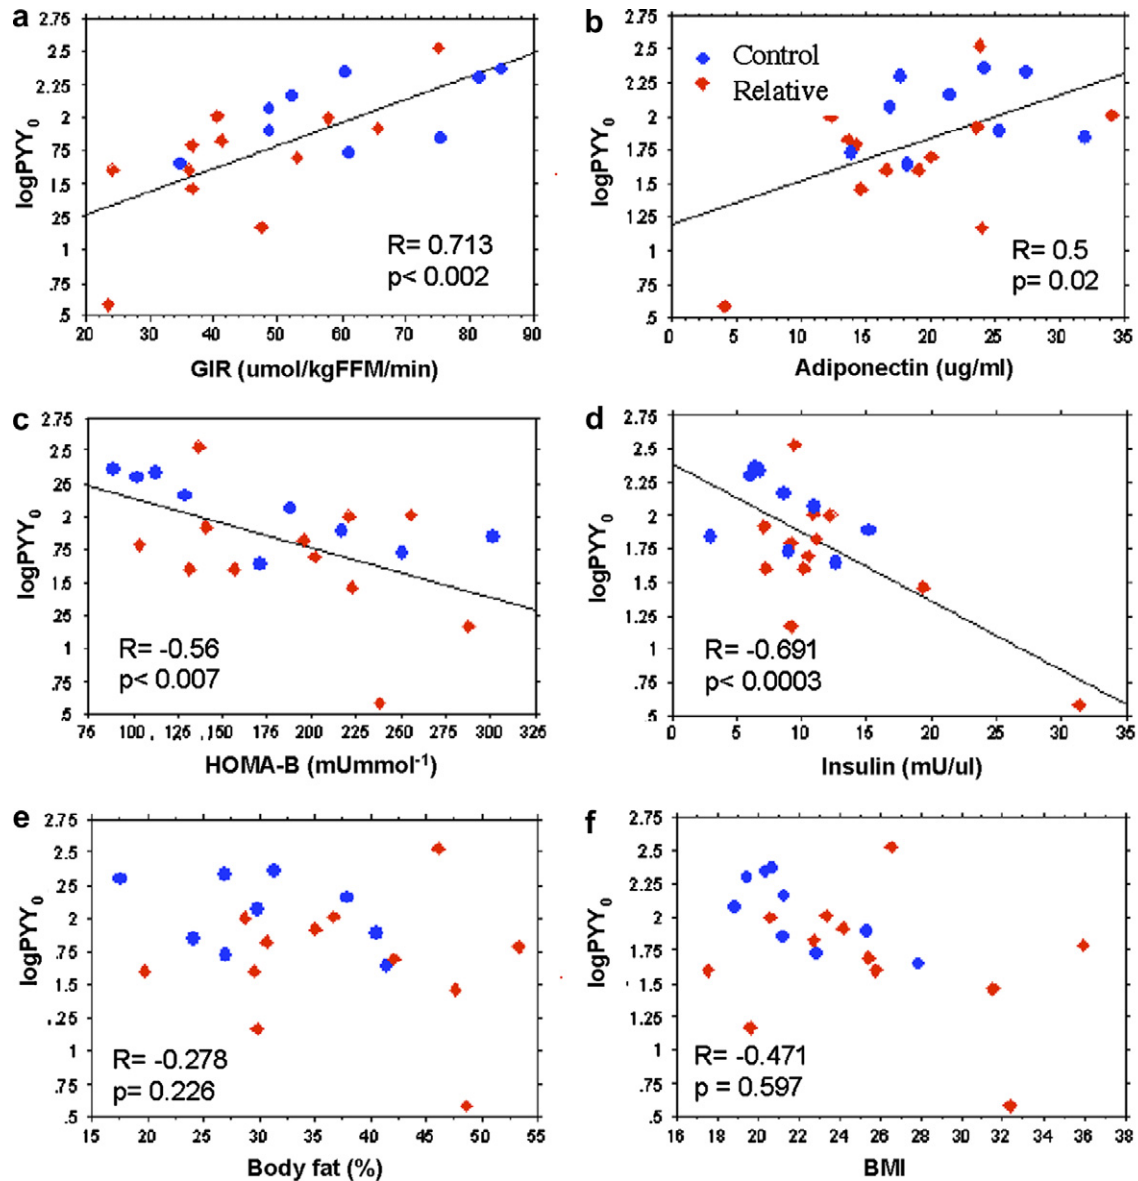 a
logPYY0
2.75
2.5
2.25
2
75
1.5
25
1
.75
.5
20 30 40 50 60 70 80 90
R= 0.713
p< 0.002
GIR (umol/kgFFM/min)
b
logPYY0
2.75
2.5
2.25
2
1.75
1.5
1.25
1
.75
.5
0 5 10 15 20 25 30 35
Control
Relative
R= 0.5
p= 0.02
Adiponectin (ug/ml)
c
logPYY0
2.75
2.5
25
2
.75
1.5
25
1
.75
.5
75 100 125 150 175 200 225 250 275 300 325
R= -0.56
p< 0.007
HOMA-B (mUmmol-1)
d
logPYY0
2.75
2.5
2.25
2
1.75
1.5
1.25
1
.75
.5
0 5 10 15 20 25 30 35
R= -0.691
p< 0.0003
Insulin (mU/ul)
e
logPYY0
2.75
2.5
2.25
2
1.75
1.5
.25
1
.75
.5
15 20 25 30 35 40 45 50 55
R= -0.278
p= 0.226
Body fat (%)
f
logPYY0
2.75
2.5
2.25
2
1.75
1.5
1.25
1
.75
.5
16 18 20 22 24 26 28 30 32 34 36 38
R= -0.471
p = 0.597
BMI